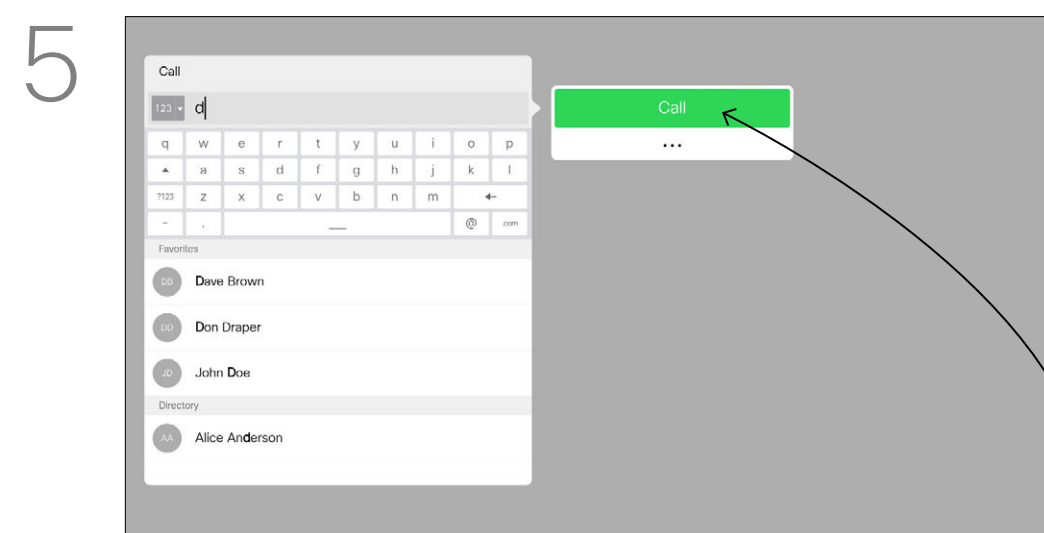 5
Call
123 d
Call
...
q w e r t y u i o p
a s d f g h j k l
?123 z x c v b n m
- . @ .com
Favorites
DB Dave Brown
DD Don Draper
JD John Doe
Directory
AA Alice Anderson